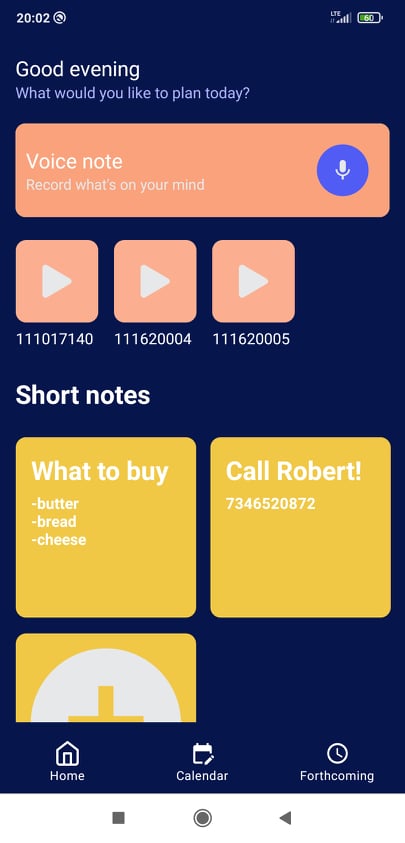 20:02
LTE
60
Good evening
What would you like to plan today?
Voice note
Record what's on your mind
111017140 111620004 111620005
Short notes
What to buy
-butter
-bread
-cheese
Call Robert!
7346520872
Home Calendar Forthcoming